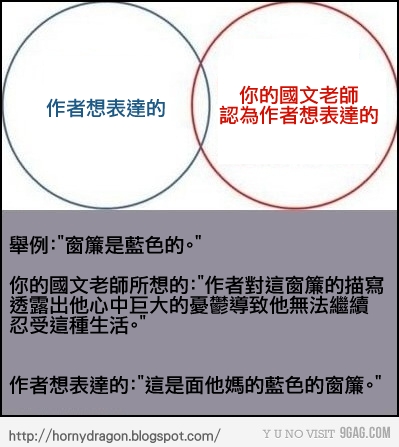 作者想表達的
你的國文老師
認為作者想表達的
舉例："窗簾是藍色的。"
你的國文老師所想的："作者對這窗簾的描寫
透露出他心中巨大的憂鬱導致他無法繼續
忍受這種生活。"
作者想表達的："這是面他媽的藍色的窗簾。"
http://hornydragon.blogspot.com/
Y U NO VISIT 9GAG.COM